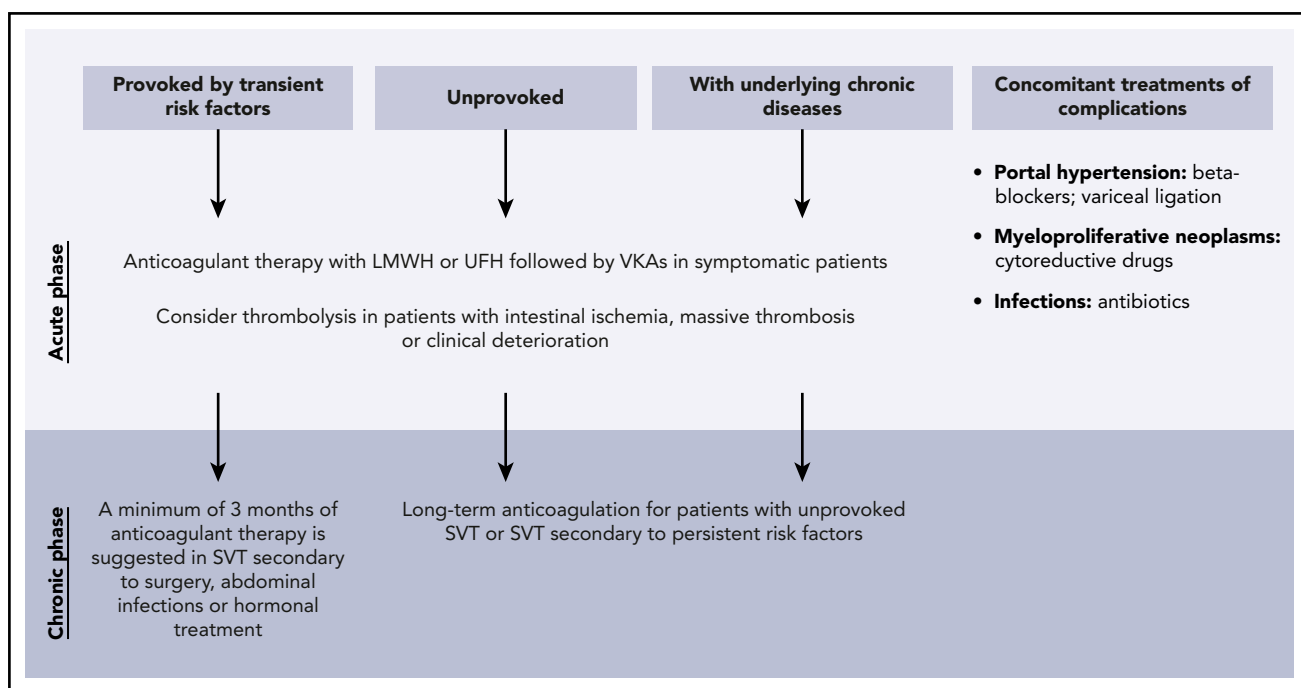 Provoked by transient
risk factors
Unprovoked
With underlying chronic
diseases
Concomitant treatments of
complications
Acute phase
Anticoagulant therapy with LMWH or UFH followed by VKAs in symptomatic patients
Consider thrombolysis in patients with intestinal ischemia, massive thrombosis
or clinical deterioration
• Portal hypertension: beta-
blockers; variceal ligation
• Myeloproliferative neoplasms:
cytoreductive drugs
• Infections: antibiotics
Chronic phase
A minimum of 3 months of
anticoagulant therapy is
suggested in SVT secondary
to surgery, abdominal
infections or hormonal
treatment
Long-term anticoagulation for patients with unprovoked
SVT or SVT secondary to persistent risk factors